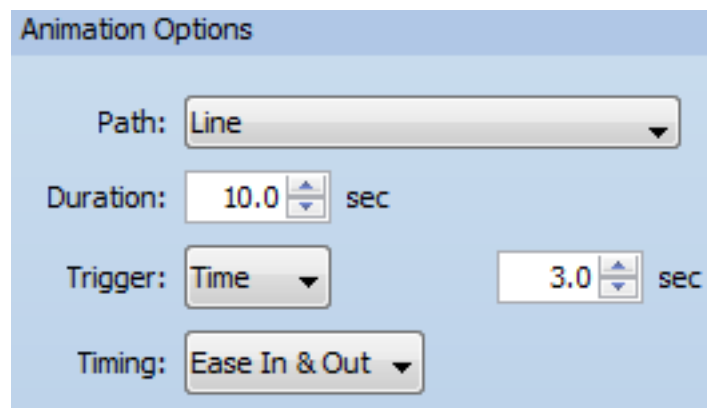 Animation Options
Path: Line
Duration: 10.0 sec
Trigger: Time 3.0 sec
Timing: Ease In & Out